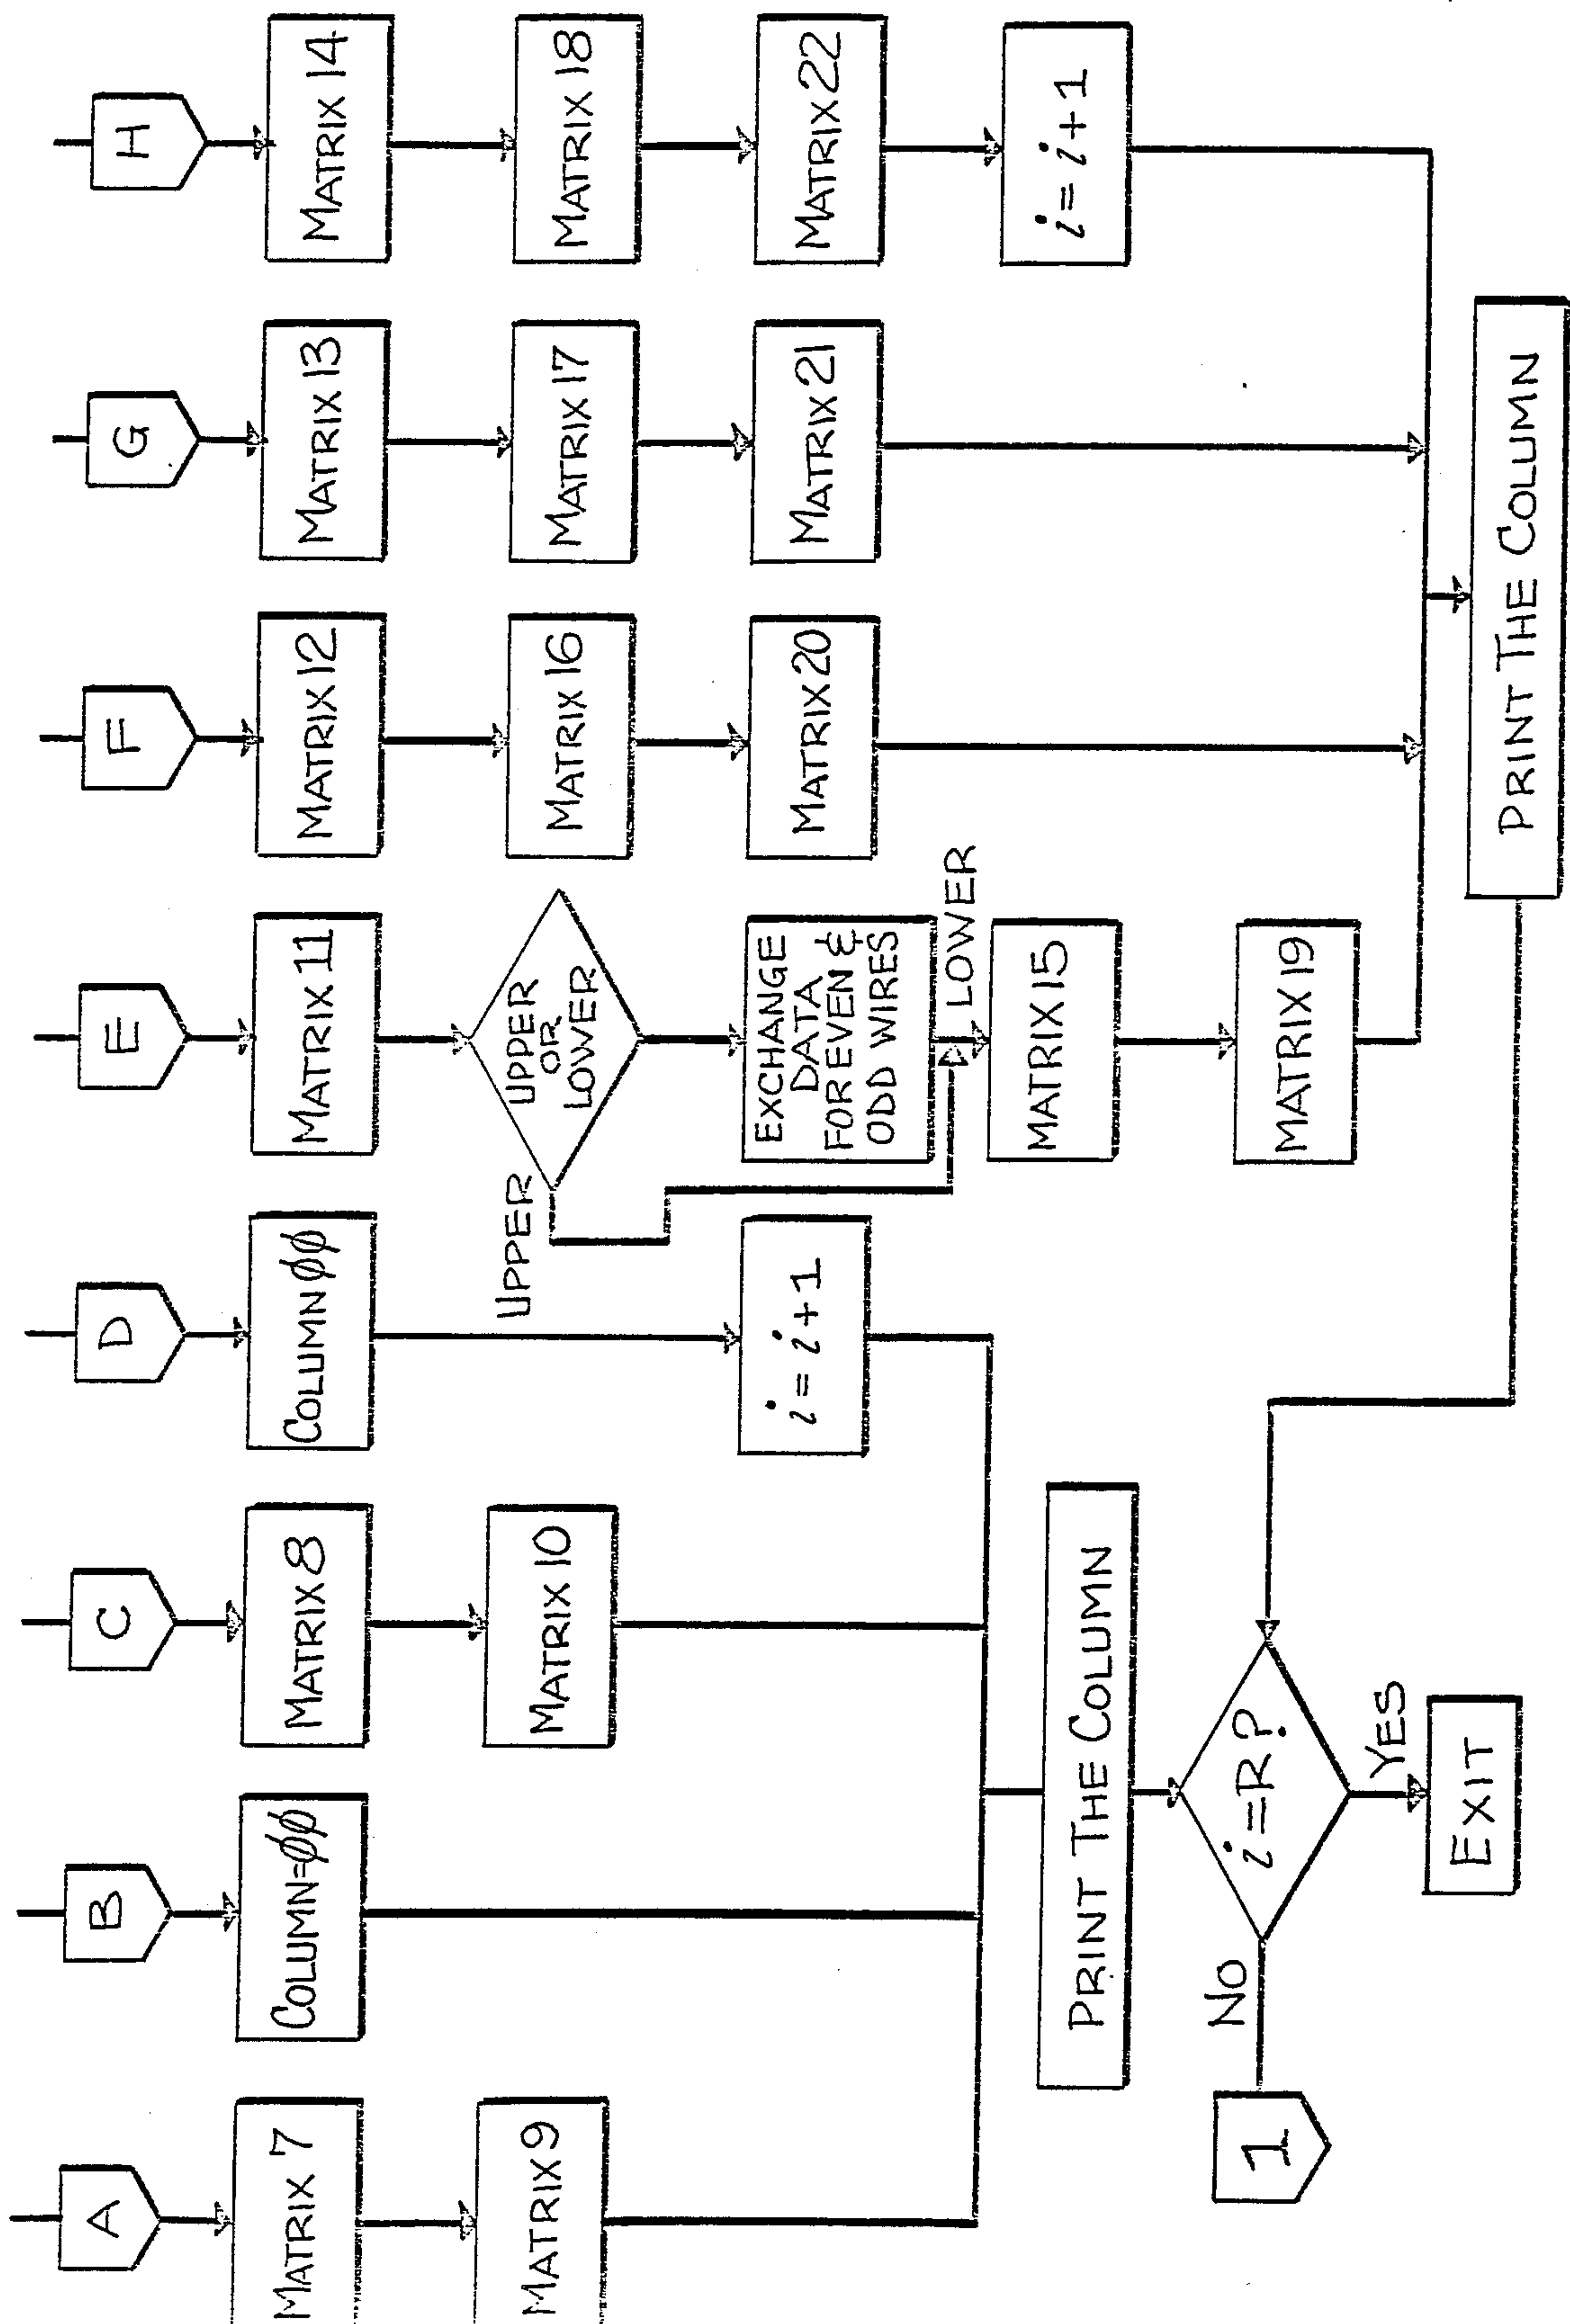 A
MATRIX 7
MATRIX 9
B
COLUMN=φφ
C
MATRIX 8
MATRIX 10
D
COLUMN φφ
i = i+1
E
MATRIX 11
UPPER
OR
LOWER
UPPER
EXCHANGE
DATA
FOR EVEN &
ODD WIRES
LOWER
MATRIX 15
MATRIX 19
F
MATRIX 12
MATRIX 16
MATRIX 20
G
MATRIX 13
MATRIX 17
MATRIX 21
H
MATRIX 14
MATRIX 18
MATRIX 22
i = i+1
PRINT THE COLUMN
PRINT THE COLUMN
i=R?
NO
1
YES
EXIT